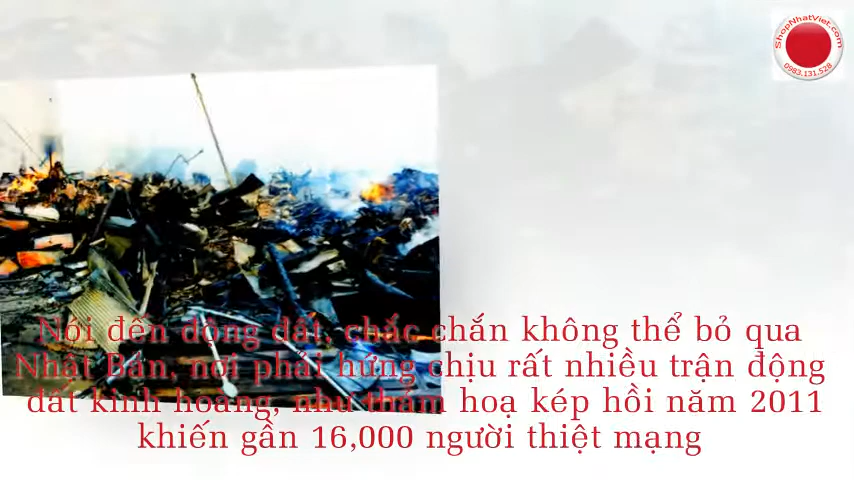 ShopNhatViet.com
0983.131.528
Nói đến động đất, chắc chắn không thể bỏ qua
Nhật Bản, nơi phải hứng chịu rất nhiều trận động
đất kinh hoàng, như thảm hoạ kép hồi năm 2011
khiến gần 16,000 người thiệt mạng